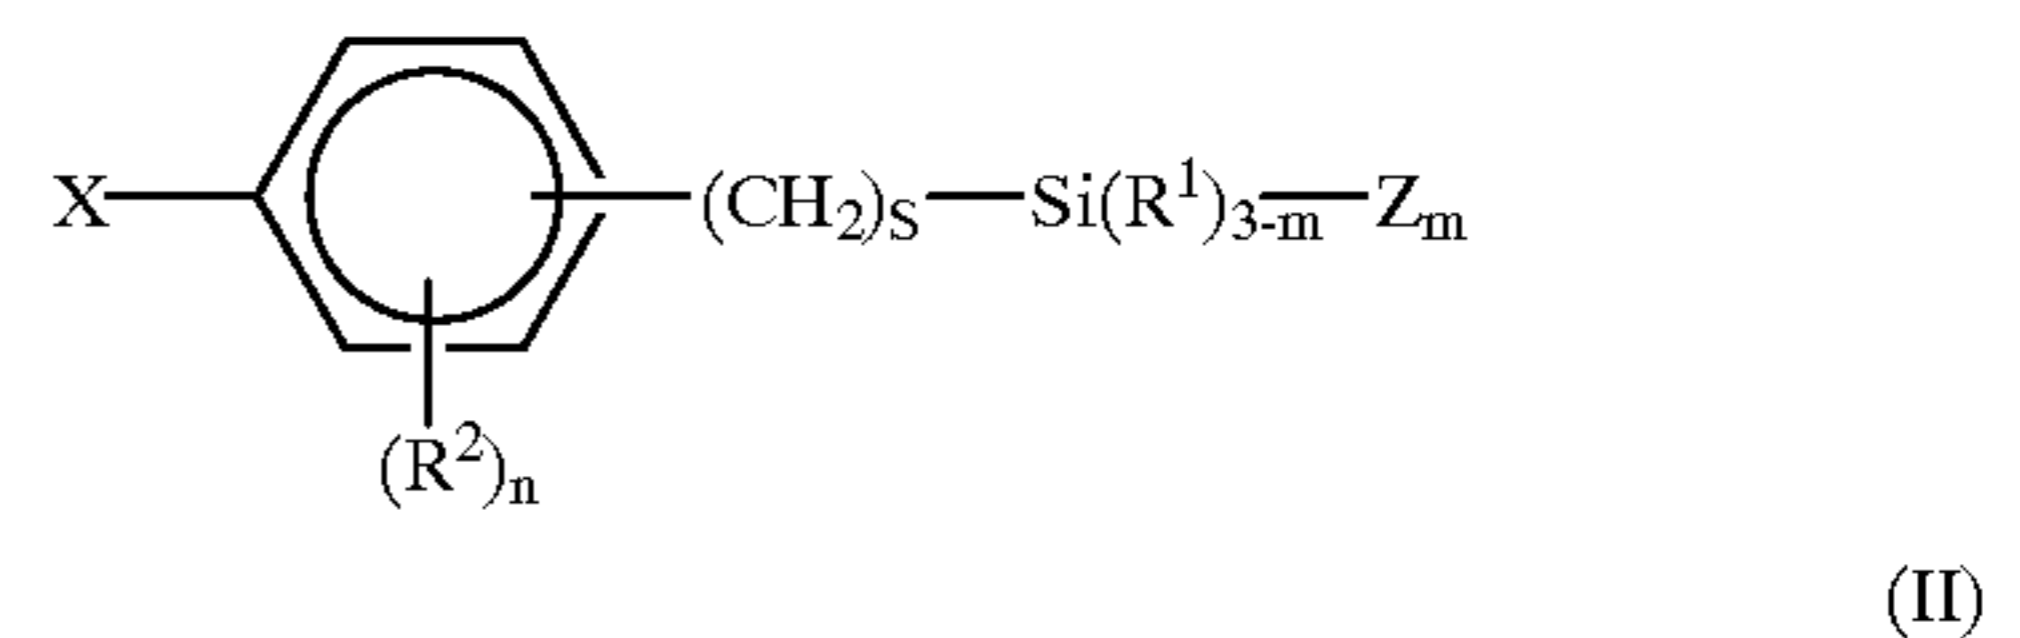 X (CH₂)S Si(R¹)₃₋ₘ Zₘ
(R²)ₙ
(II)